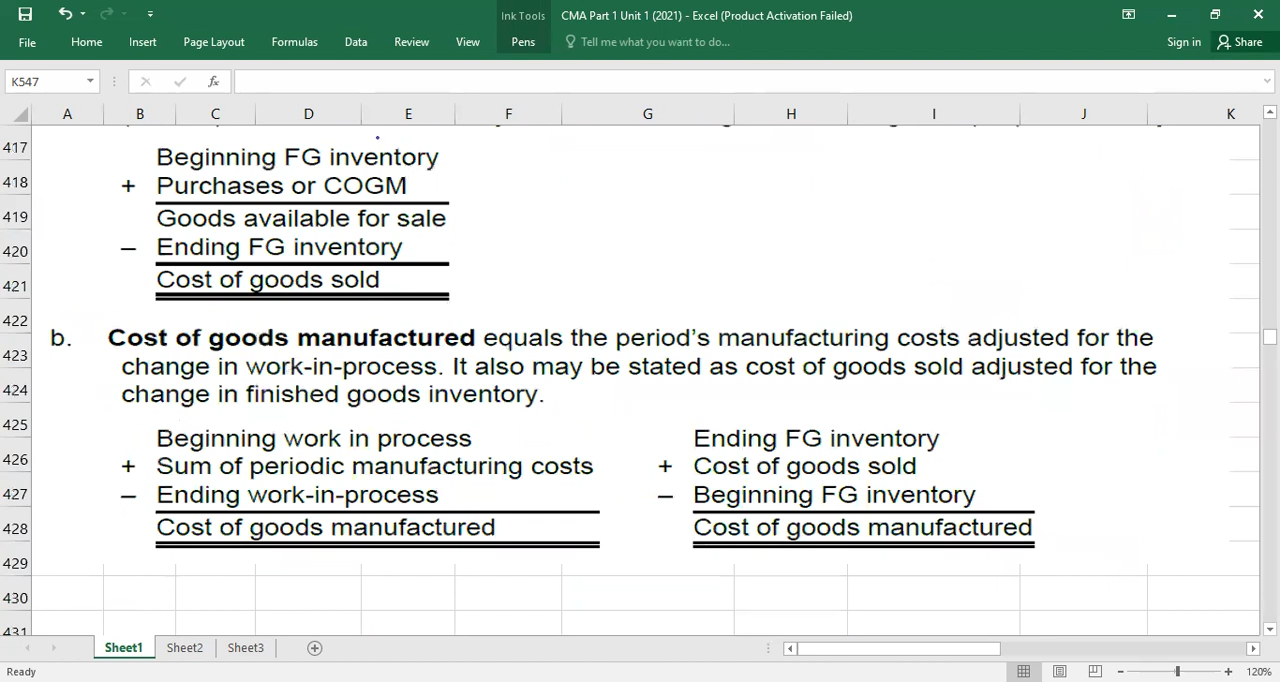 Ink Tools
CMA Part 1 Unit 1 (2021) - Excel (Product Activation Failed)
File Home Insert Page Layout Formulas Data Review View Pens Tell me what you want to do... Sign in Share
K547 fx
A B C D E F G H I J K
417
Beginning FG inventory
418
+ Purchases or COGM
419
Goods available for sale
420
– Ending FG inventory
421
Cost of goods sold
422
b. Cost of goods manufactured equals the period's manufacturing costs adjusted for the
423
change in work-in-process. It also may be stated as cost of goods sold adjusted for the
424
change in finished goods inventory.
425
Beginning work in process Ending FG inventory
426
+ Sum of periodic manufacturing costs + Cost of goods sold
427
– Ending work-in-process – Beginning FG inventory
428
Cost of goods manufactured Cost of goods manufactured
429
430
431
Sheet1 Sheet2 Sheet3
Ready 120%